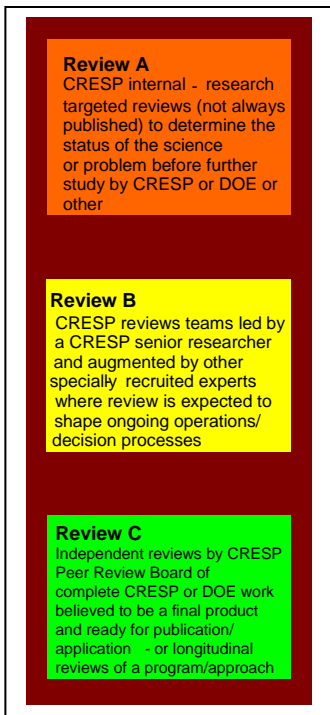 Review A
CRESP internal - research
targeted reviews (not always
published) to determine the
status of the science
or problem before further
study by CRESP or DOE or
other
Review B
CRESP reviews teams led by
a CRESP senior researcher
and augmented by other
specially recruited experts
where review is expected to
shape ongoing operations/
decision processes
Review C
Independent reviews by CRESP
Peer Review Board of
complete CRESP or DOE work
believed to be a final product
and ready for publication/
application - or longitudinal
reviews of a program/approach